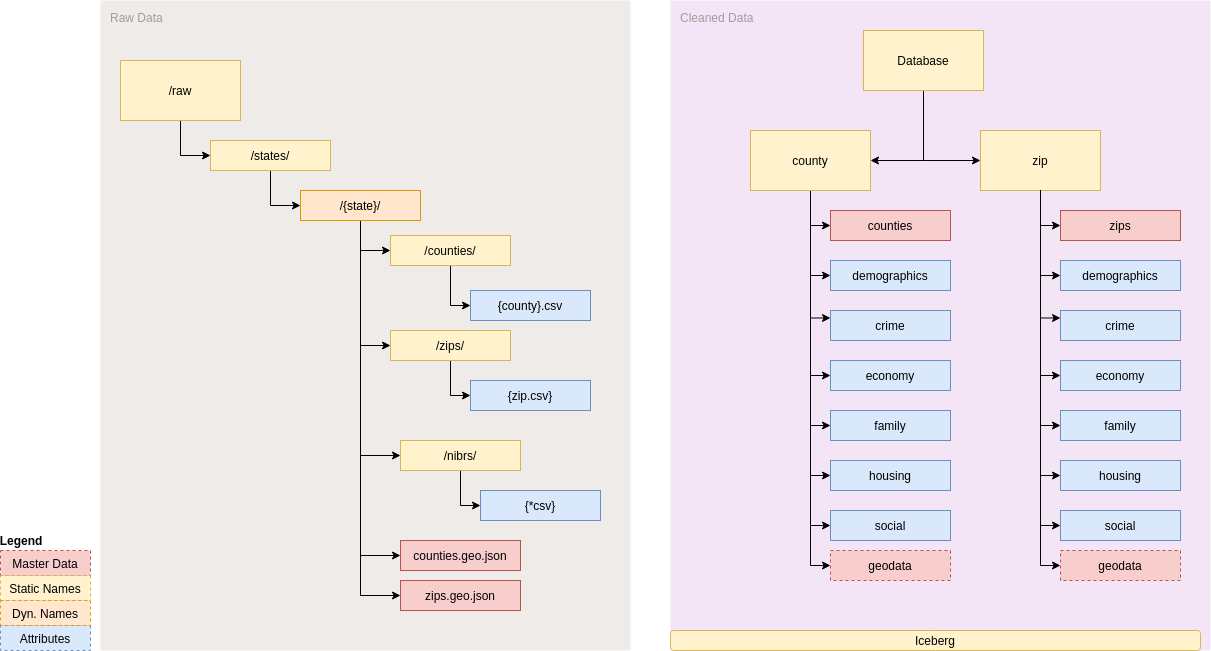 Raw Data
/raw
/states/
/{state}/
/counties/
{county}.csv
/zips/
{zip.csv}
/nibrs/
{*csv}
counties.geo.json
zips.geo.json
Legend
Master Data
Static Names
Dyn. Names
Attributes
Cleaned Data
Database
county
zip
counties
demographics
crime
economy
family
housing
social
geodata
zips
demographics
crime
economy
family
housing
social
geodata
Iceberg